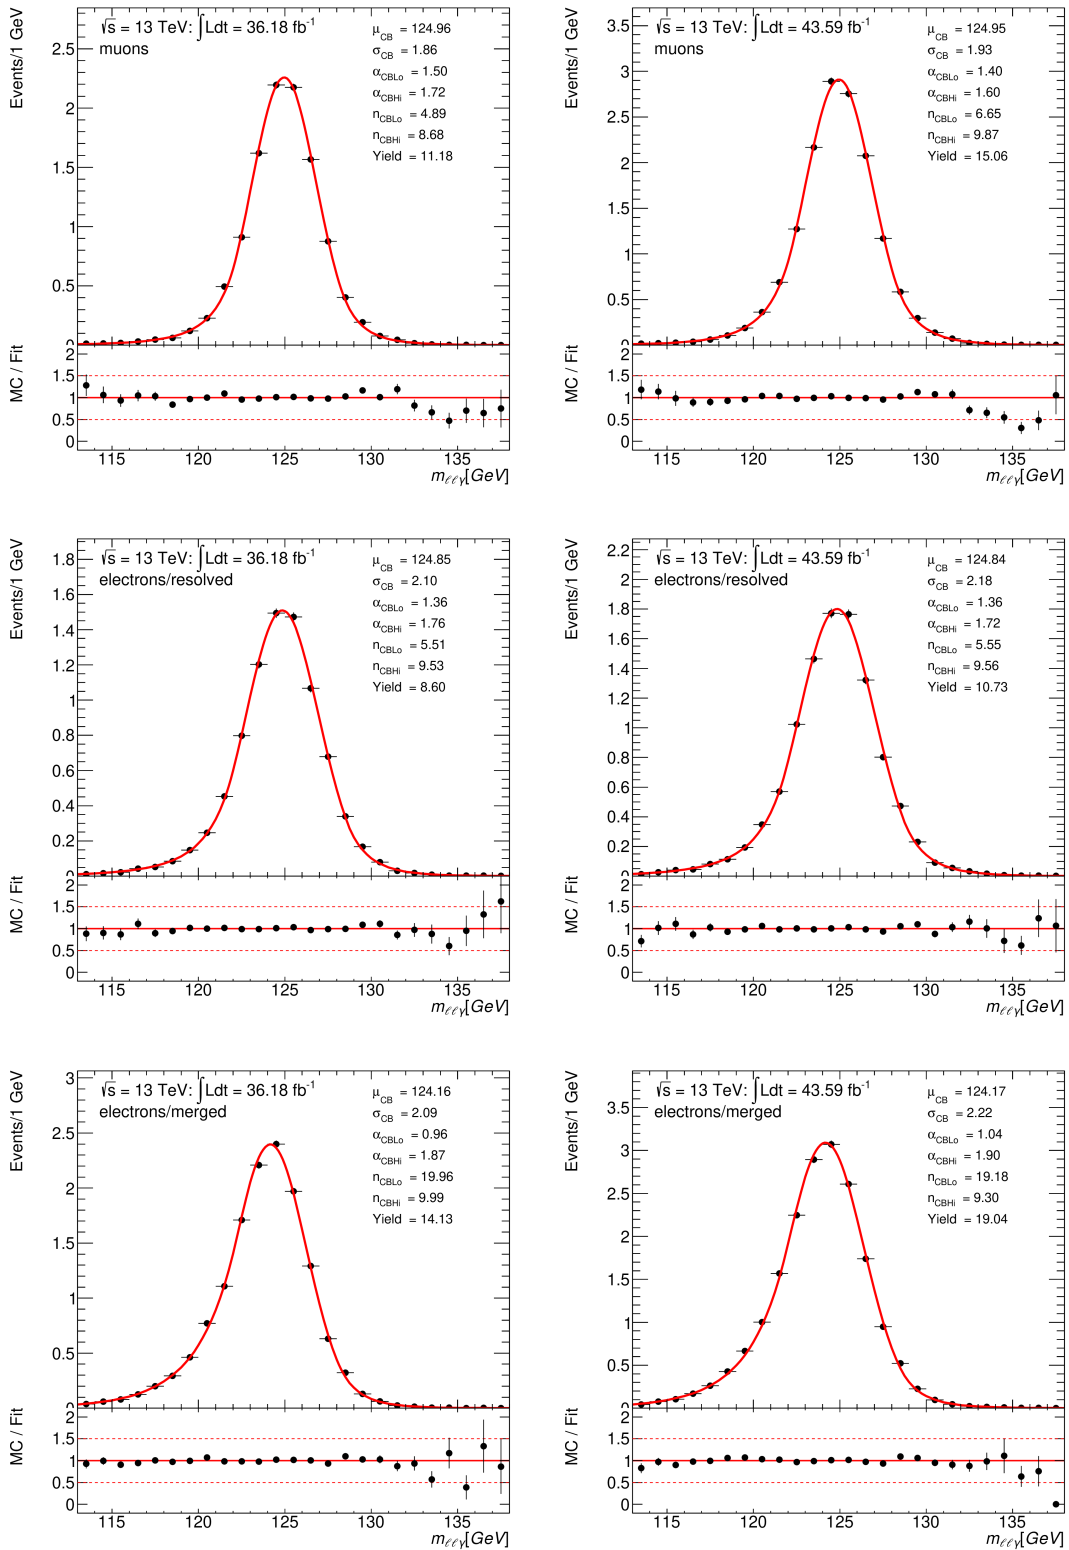 √s = 13 TeV: ∫Ldt = 36.18 fb⁻¹
muons
μCB = 124.96
σCB = 1.86
αCBLo = 1.50
αCBHi = 1.72
nCBLo = 4.89
nCBHi = 8.68
Yield = 11.18
Events/1 GeV
2.5
2
1.5
1
0.5
0
MC / Fit
2
1.5
1
0.5
0
115 120 125 130 135
mℓℓγ[GeV]
√s = 13 TeV: ∫Ldt = 43.59 fb⁻¹
muons
μCB = 124.95
σCB = 1.93
αCBLo = 1.40
αCBHi = 1.60
nCBLo = 6.65
nCBHi = 9.87
Yield = 15.06
Events/1 GeV
3.5
3
2.5
2
1.5
1
0.5
0
MC / Fit
2
1.5
1
0.5
0
115 120 125 130 135
mℓℓγ[GeV]
√s = 13 TeV: ∫Ldt = 36.18 fb⁻¹
electrons/resolved
μCB = 124.85
σCB = 2.10
αCBLo = 1.36
αCBHi = 1.76
nCBLo = 5.51
nCBHi = 9.53
Yield = 8.60
Events/1 GeV
1.8
1.6
1.4
1.2
1
0.8
0.6
0.4
0.2
0
MC / Fit
2
1.5
1
0.5
0
115 120 125 130 135
mℓℓγ[GeV]
√s = 13 TeV: ∫Ldt = 43.59 fb⁻¹
electrons/resolved
μCB = 124.84
σCB = 2.18
αCBLo = 1.36
αCBHi = 1.72
nCBLo = 5.55
nCBHi = 9.56
Yield = 10.73
Events/1 GeV
2.2
2
1.8
1.6
1.4
1.2
1
0.8
0.6
0.4
0.2
0
MC / Fit
2
1.5
1
0.5
0
115 120 125 130 135
mℓℓγ[GeV]
√s = 13 TeV: ∫Ldt = 36.18 fb⁻¹
electrons/merged
μCB = 124.16
σCB = 2.09
αCBLo = 0.96
αCBHi = 1.87
nCBLo = 19.96
nCBHi = 9.99
Yield = 14.13
Events/1 GeV
3
2.5
2
1.5
1
0.5
0
MC / Fit
2
1.5
1
0.5
0
115 120 125 130 135
mℓℓγ[GeV]
√s = 13 TeV: ∫Ldt = 43.59 fb⁻¹
electrons/merged
μCB = 124.17
σCB = 2.22
αCBLo = 1.04
αCBHi = 1.90
nCBLo = 19.18
nCBHi = 9.30
Yield = 19.04
Events/1 GeV
3.5
3
2.5
2
1.5
1
0.5
0
MC / Fit
2
1.5
1
0.5
0
115 120 125 130 135
mℓℓγ[GeV]